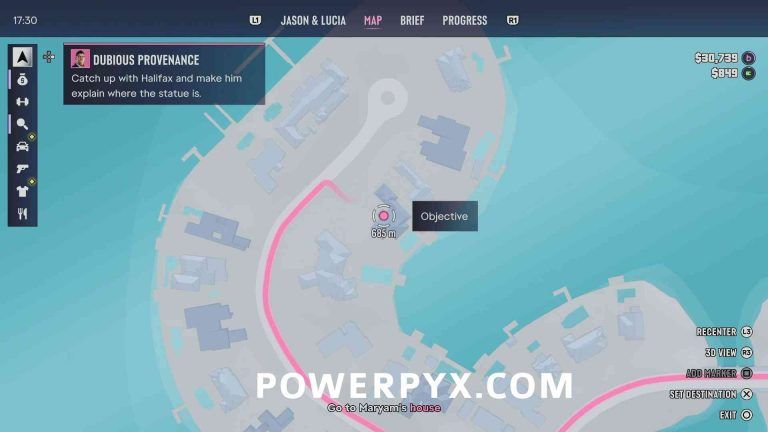 17:30
L1 JASON & LUCIA MAP BRIEF PROGRESS R1
DUBIOUS PROVENANCE
Catch up with Halifax and make him
explain where the statue is.
$30,739
$849
Objective
685 m
RECENTER L3
3D VIEW R3
ADD MARKER
SET DESTINATION
EXIT
POWERPYX.COM
Go to Maryami's house